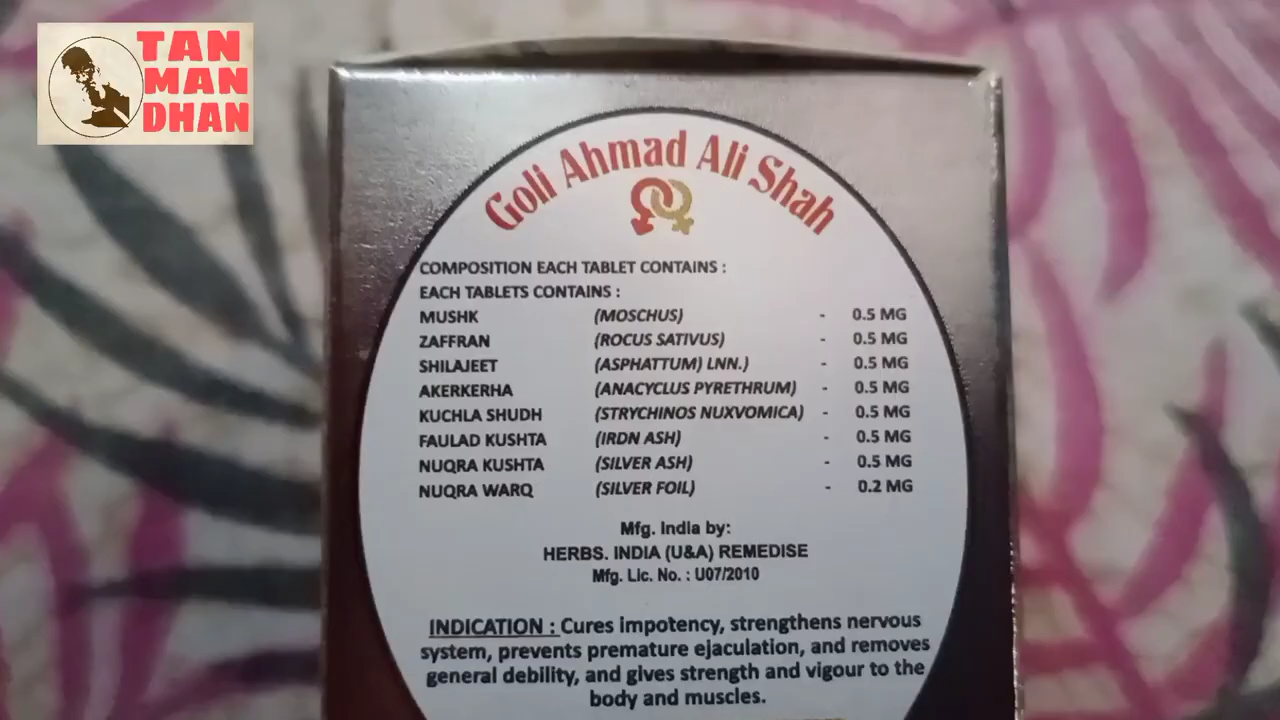 TAN
MAN
DHAN
Goli Ahmad Ali Shah
COMPOSITION EACH TABLET CONTAINS :
EACH TABLETS CONTAINS :
MUSHK (MOSCHUS) - 0.5 MG
ZAFFRAN (ROCUS SATIVUS) - 0.5 MG
SHILAJEET (ASPHATTUM) LNN.) - 0.5 MG
AKERKERHA (ANACYCLUS PYRETHRUM) - 0.5 MG
KUCHLA SHUDH (STRYCHINOS NUXVOMICA) - 0.5 MG
FAULAD KUSHTA (IRDN ASH) - 0.5 MG
NUQRA KUSHTA (SILVER ASH) - 0.5 MG
NUQRA WARQ (SILVER FOIL) - 0.2 MG
Mfg. India by:
HERBS. INDIA (U&A) REMEDISE
Mfg. Lic. No. : U07/2010
INDICATION : Cures impotency, strengthens nervous
system, prevents premature ejaculation, and removes
general debility, and gives strength and vigour to the
body and muscles.